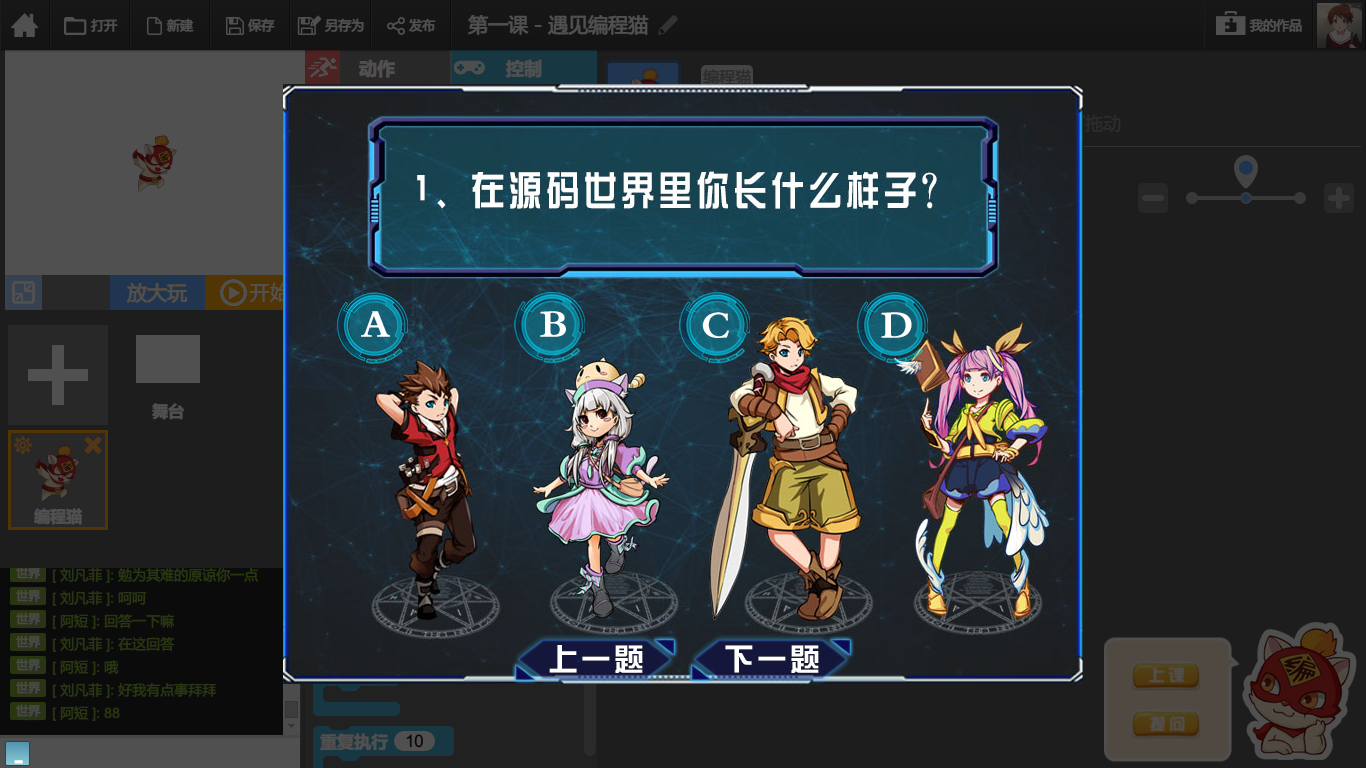 打开
新建
保存
另存为
发布
第一课 - 遇见编程猫
我的作品
动作
控制
编程猫
拖动
1、在源码世界里你长什么样子?
放大玩
开始
A
B
C
D
舞台
编程猫
世界 [ 刘凡菲 ]: 勉为其难的原谅你一点
世界 [ 刘凡菲 ]: 呵呵
世界 [ 阿短 ]: 回答一下嘛
世界 [ 刘凡菲 ]: 在这回答
世界 [ 阿短 ]: 哦
世界 [ 刘凡菲 ]: 好我有点事拜拜
世界 [ 阿短 ]: 88
上一题
下一题
重复执行 10
上课
提问
编